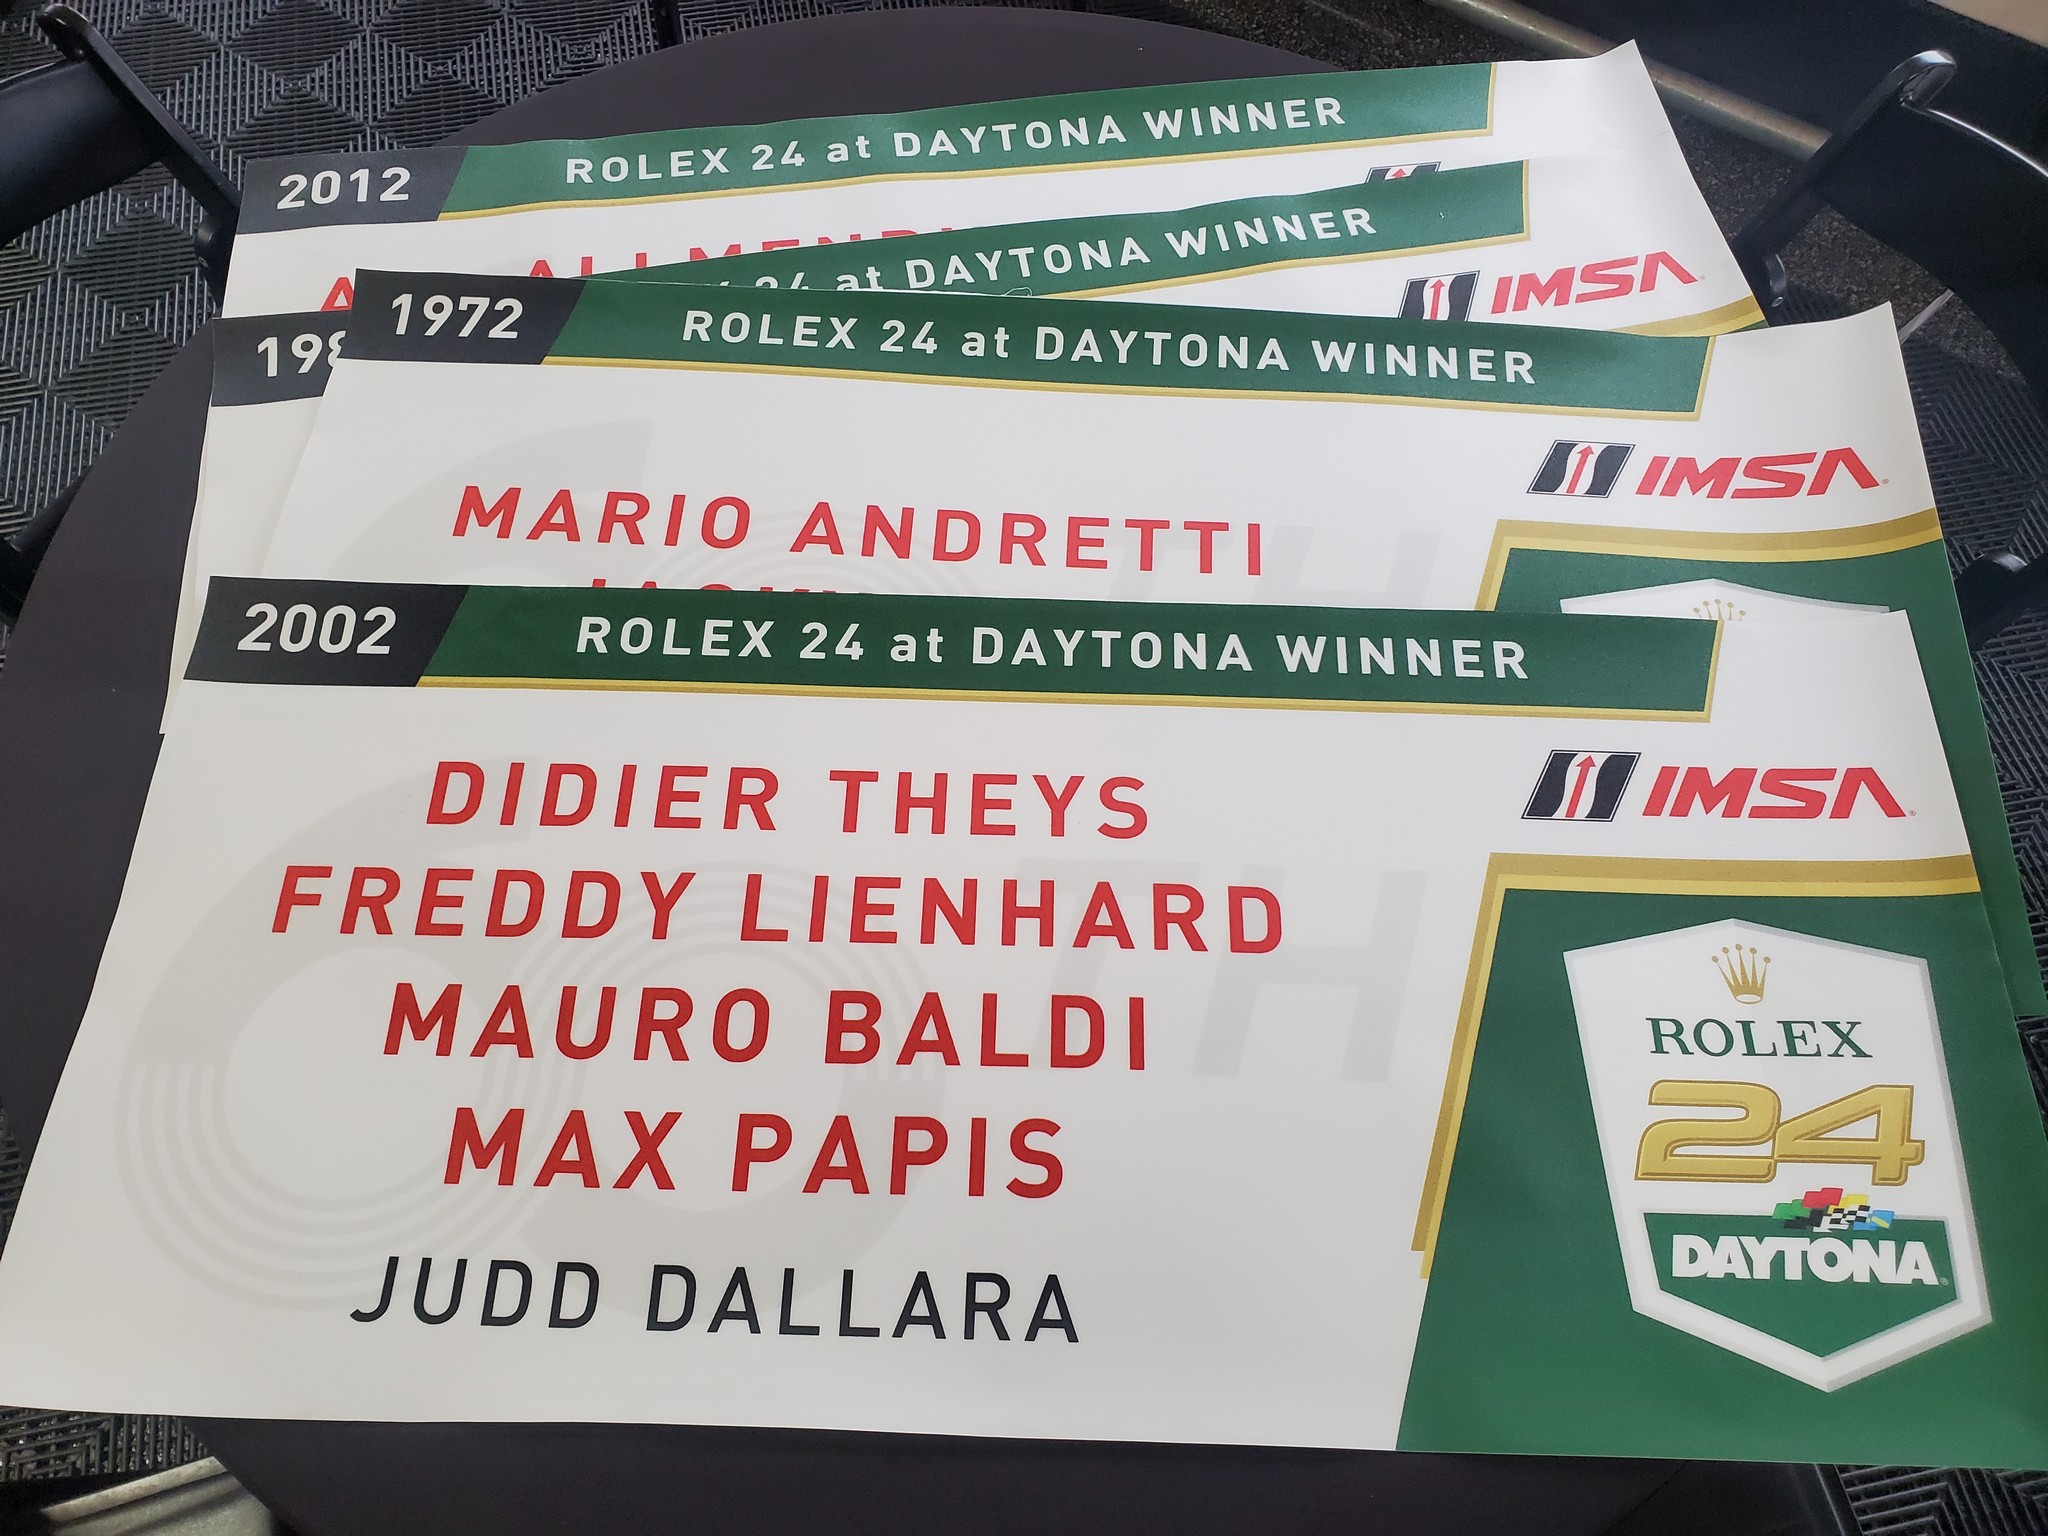 2012 ROLEX 24 at DAYTONA WINNER
24 at DAYTONA WINNER
IMSA
1972 ROLEX 24 at DAYTONA WINNER
IMSA
MARIO ANDRETTI
2002 ROLEX 24 at DAYTONA WINNER
IMSA
DIDIER THEYS
FREDDY LIENHARD
MAURO BALDI
MAX PAPIS
JUDD DALLARA
ROLEX
24
DAYTONA